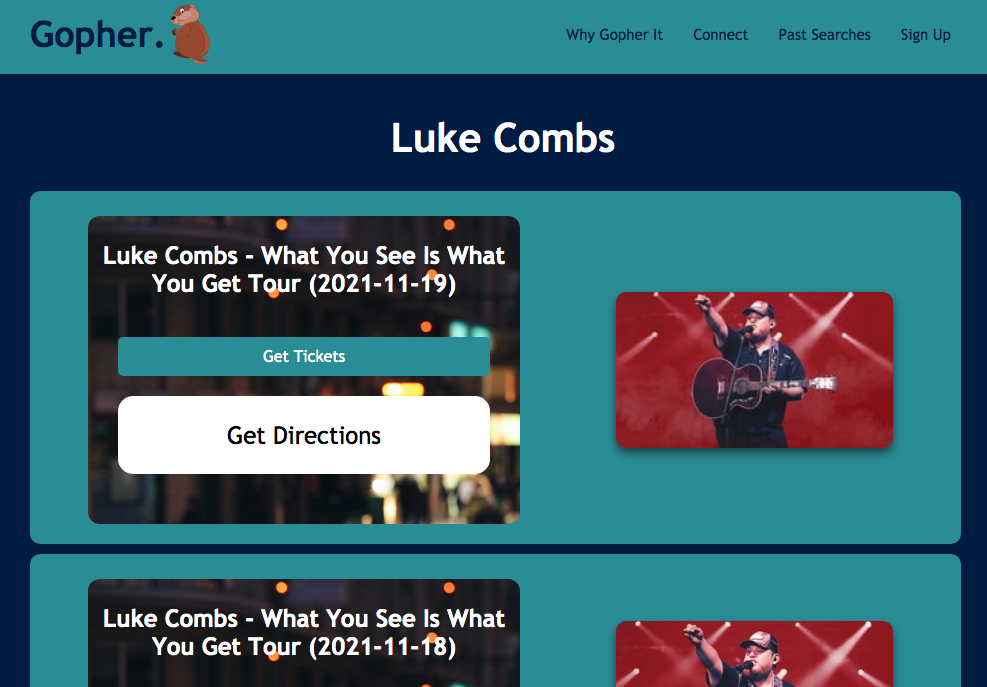 Gopher.
Why Gopher It Connect Past Searches Sign Up
Luke Combs
Luke Combs - What You See Is What
You Get Tour (2021-11-19)
Get Tickets
Get Directions
Luke Combs - What You See Is What
You Get Tour (2021-11-18)